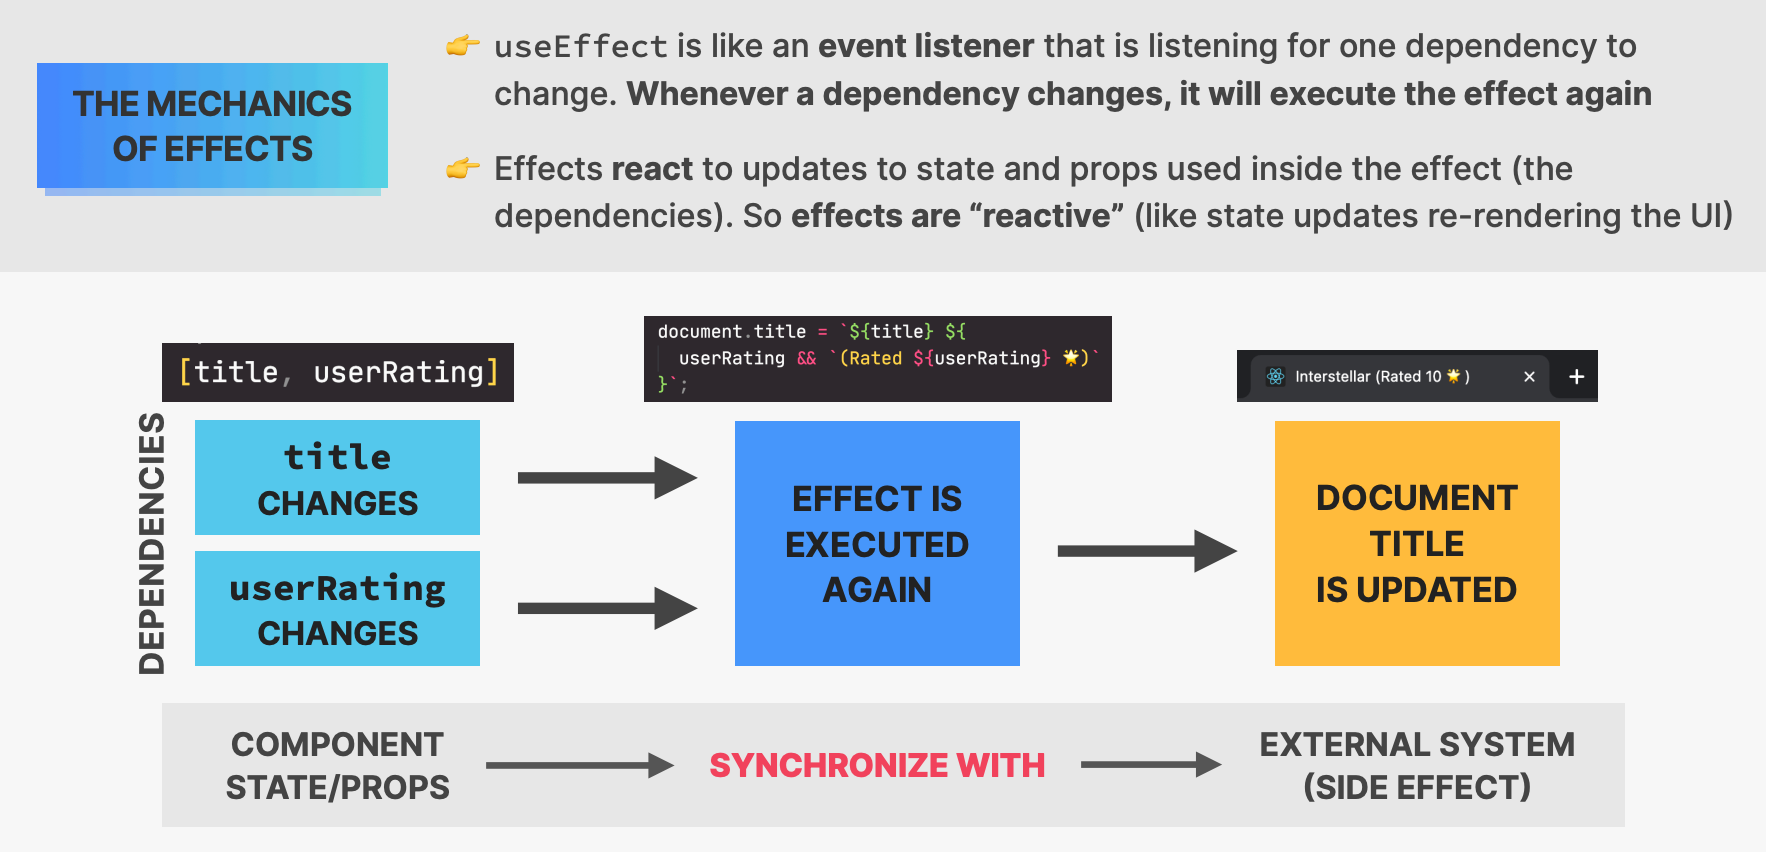 THE MECHANICS
OF EFFECTS
👉 useEffect is like an event listener that is listening for one dependency to
change. Whenever a dependency changes, it will execute the effect again
👉 Effects react to updates to state and props used inside the effect (the
dependencies). So effects are “reactive” (like state updates re-rendering the UI)
[title, userRating]
document.title = `${title} ${
userRating && `(Rated ${userRating} 🌟)`
}`;
Interstellar (Rated 10 🌟 ) × +
DEPENDENCIES
title
CHANGES
userRating
CHANGES
EFFECT IS
EXECUTED
AGAIN
DOCUMENT
TITLE
IS UPDATED
COMPONENT
STATE/PROPS
SYNCHRONIZE WITH
EXTERNAL SYSTEM
(SIDE EFFECT)